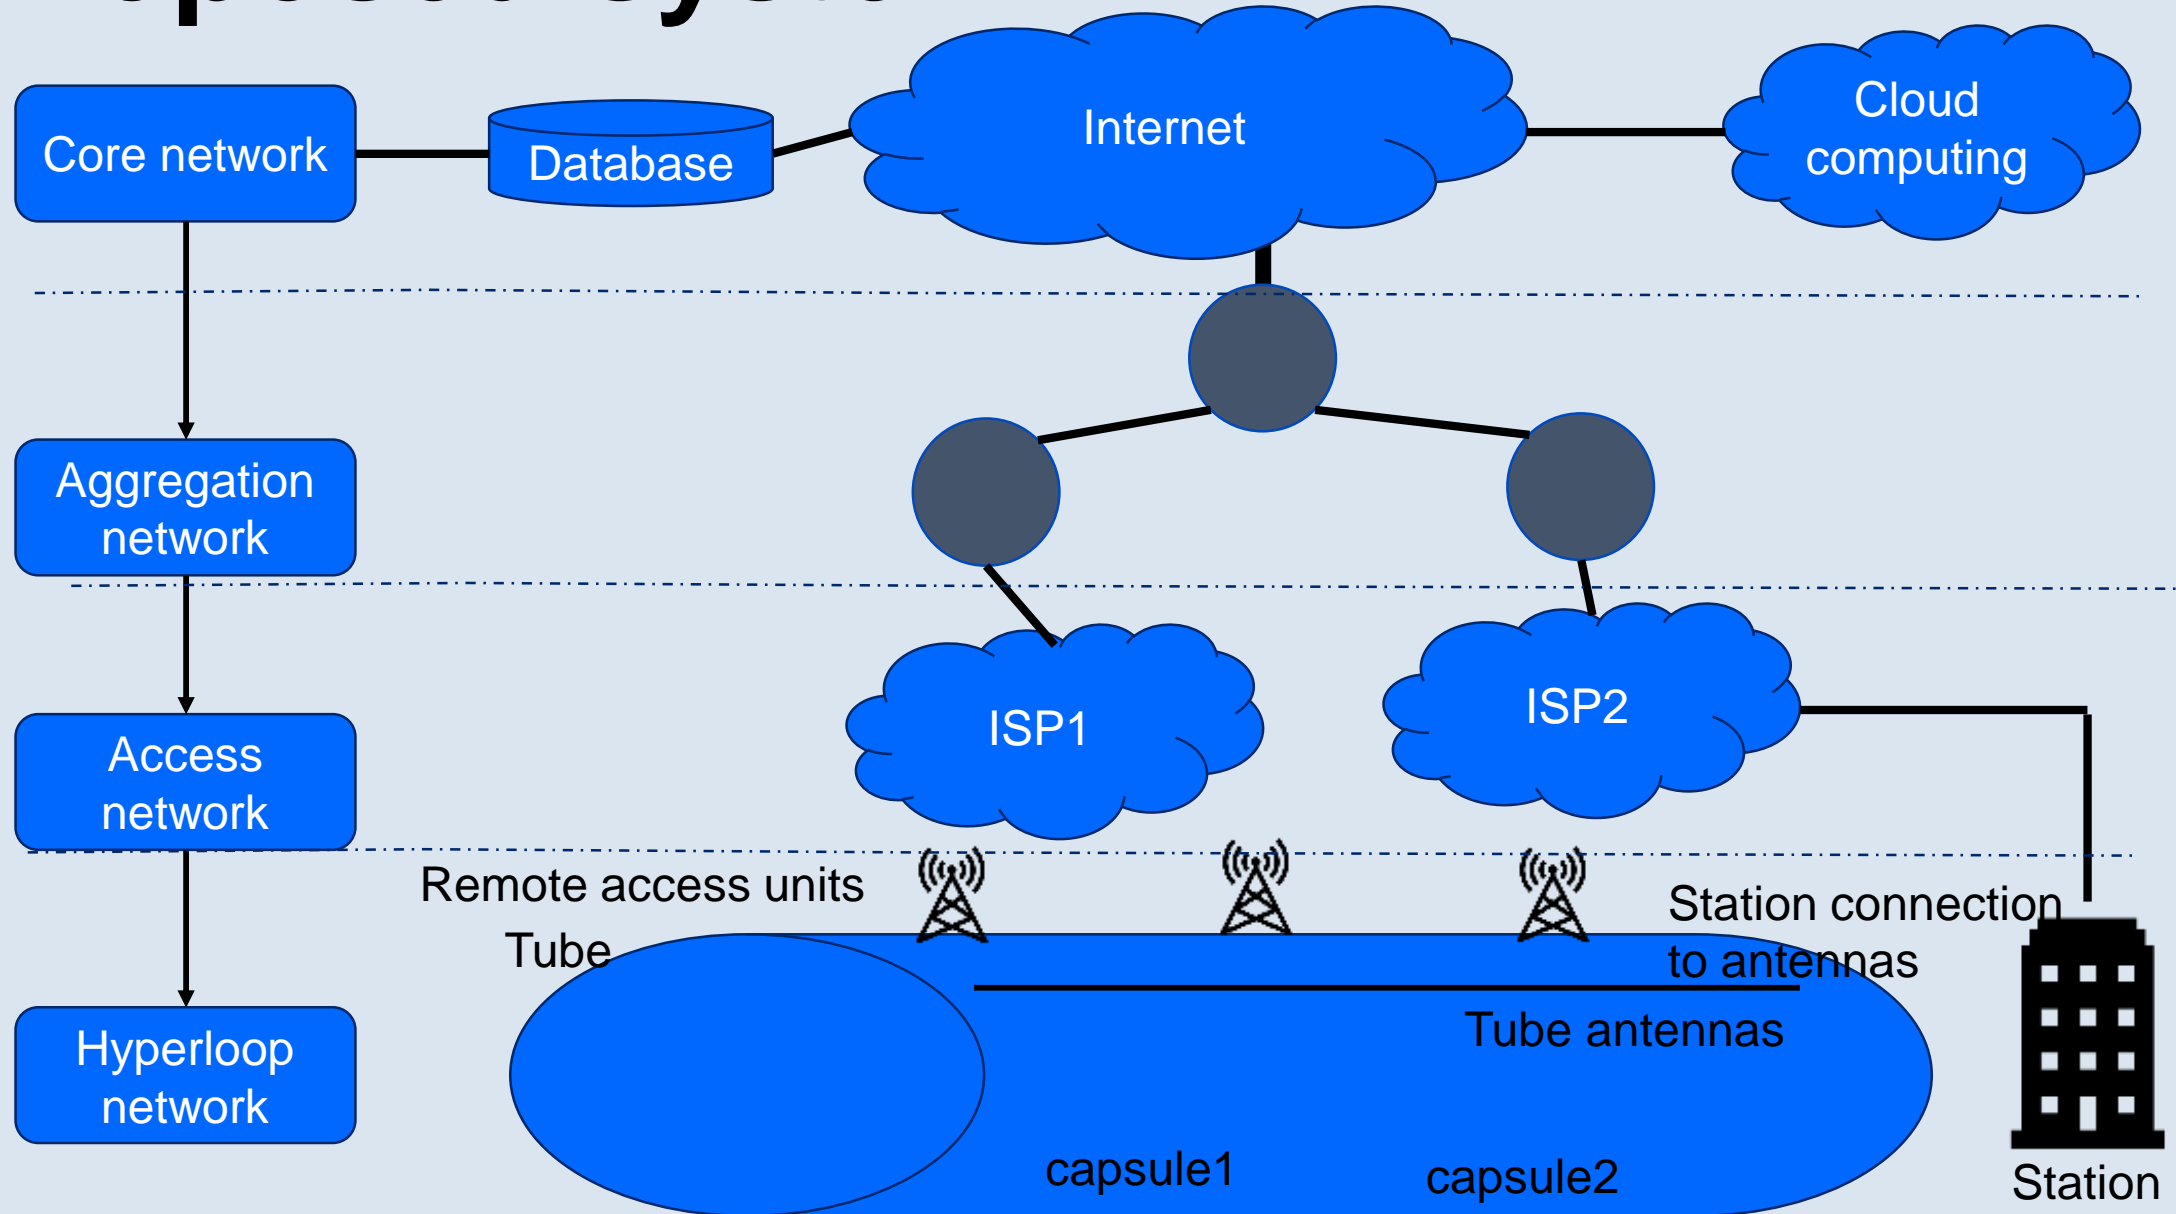 Core network
Database
Internet
Cloud
computing
Aggregation
network
Access
network
ISP1
ISP2
Remote access units
Tube
Station connection
to antennas
Hyperloop
network
Tube antennas
capsule1
capsule2
Station